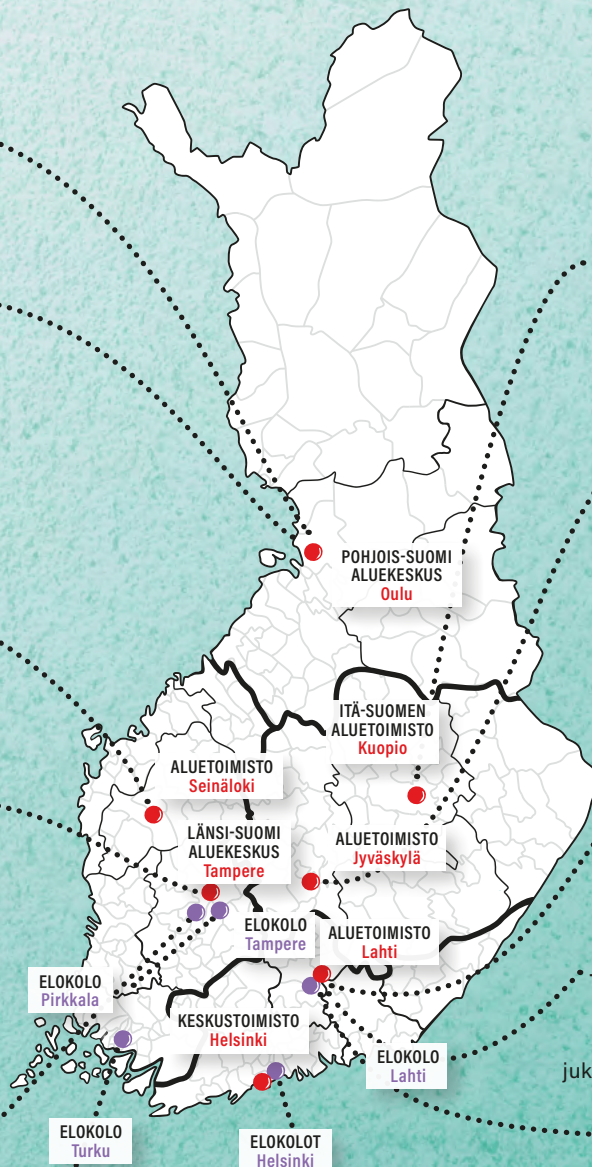 POHJOIS-SUOMI
ALUEKESKUS
Oulu
ITÄ-SUOMEN
ALUETOIMISTO
Kuopio
ALUETOIMISTO
Seinäloki
LÄNSI-SUOMI
ALUEKESKUS
Tampere
ALUETOIMISTO
Jyväskylä
ELOKOLO
Tampere
ALUETOIMISTO
Lahti
ELOKOLO
Pirkkala
KESKUSTOIMISTO
Helsinki
ELOKOLO
Lahti
juk
ELOKOLO
Turku
ELOKOLOT
Helsinki